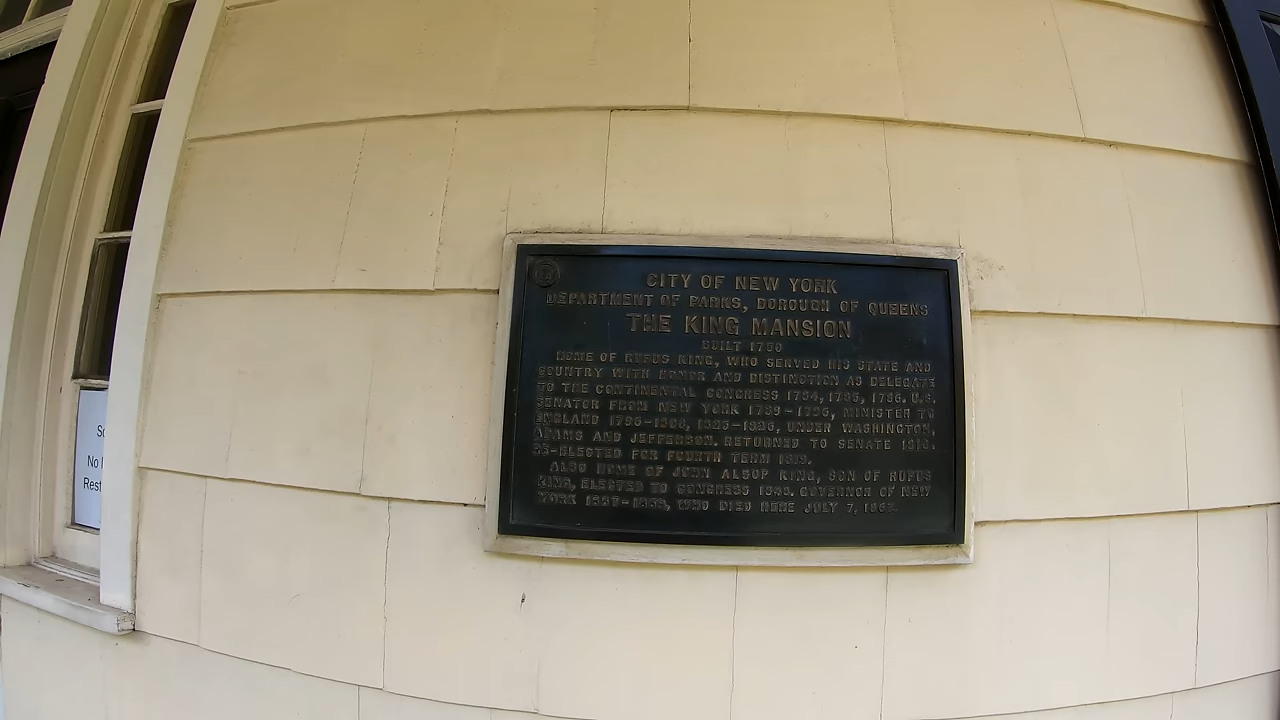 CITY OF NEW YORK
DEPARTMENT OF PARKS, BOROUGH OF QUEENS
THE KING MANSION
BUILT 1750
HOME OF RUFUS KING, WHO SERVED HIS STATE AND
COUNTRY WITH HONOR AND DISTINCTION AS DELEGATE
TO THE CONTINENTAL CONGRESS 1784, 1785, 1786. U.S.
SENATOR FROM NEW YORK 1789-1796, MINISTER TO
ENGLAND 1796-1803, 1825-1826, UNDER WASHINGTON,
ADAMS AND JEFFERSON. RETURNED TO SENATE 1813.
RE-ELECTED FOR FOURTH TERM 1819.
ALSO HOME OF JOHN ALSOP KING, SON OF RUFUS
KING, ELECTED TO CONGRESS 1849. GOVERNOR OF NEW
YORK 1857-1858, WHO DIED HERE JULY 7, 1867.
No
Rest